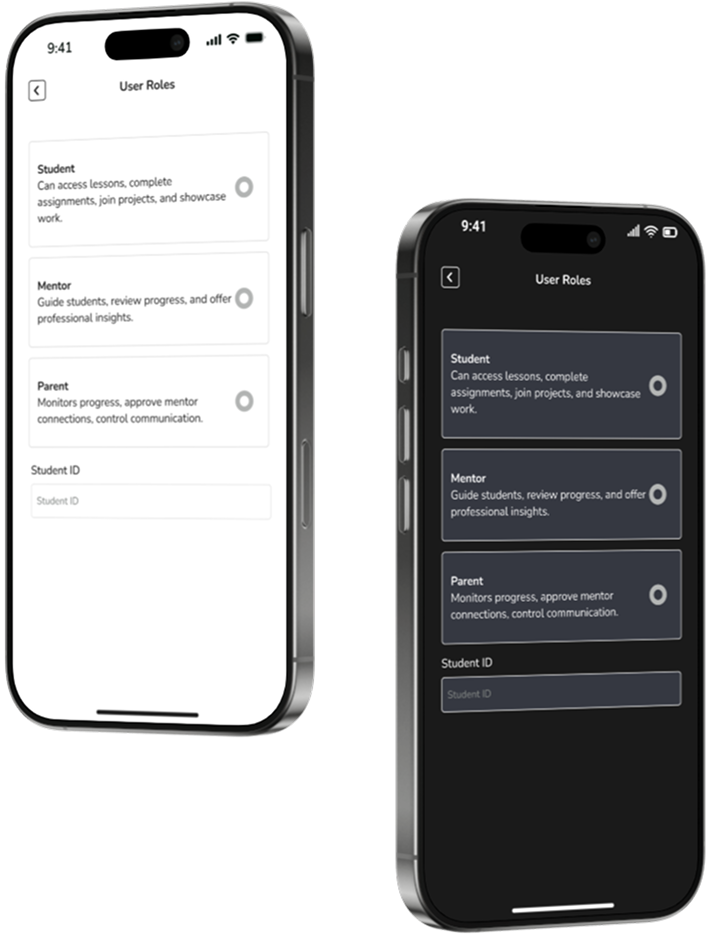 9:41
User Roles
Student
Can access lessons, complete
assignments, join projects, and showcase
work.
Mentor
Guide students, review progress, and offer
professional insights.
Parent
Monitors progress, approve mentor
connections, control communication.
Student ID
Student ID
9:41
User Roles
Student
Can access lessons, complete
assignments, join projects, and showcase
work.
Mentor
Guide students, review progress, and offer
professional insights.
Parent
Monitors progress, approve mentor
connections, control communication.
Student ID
Student ID